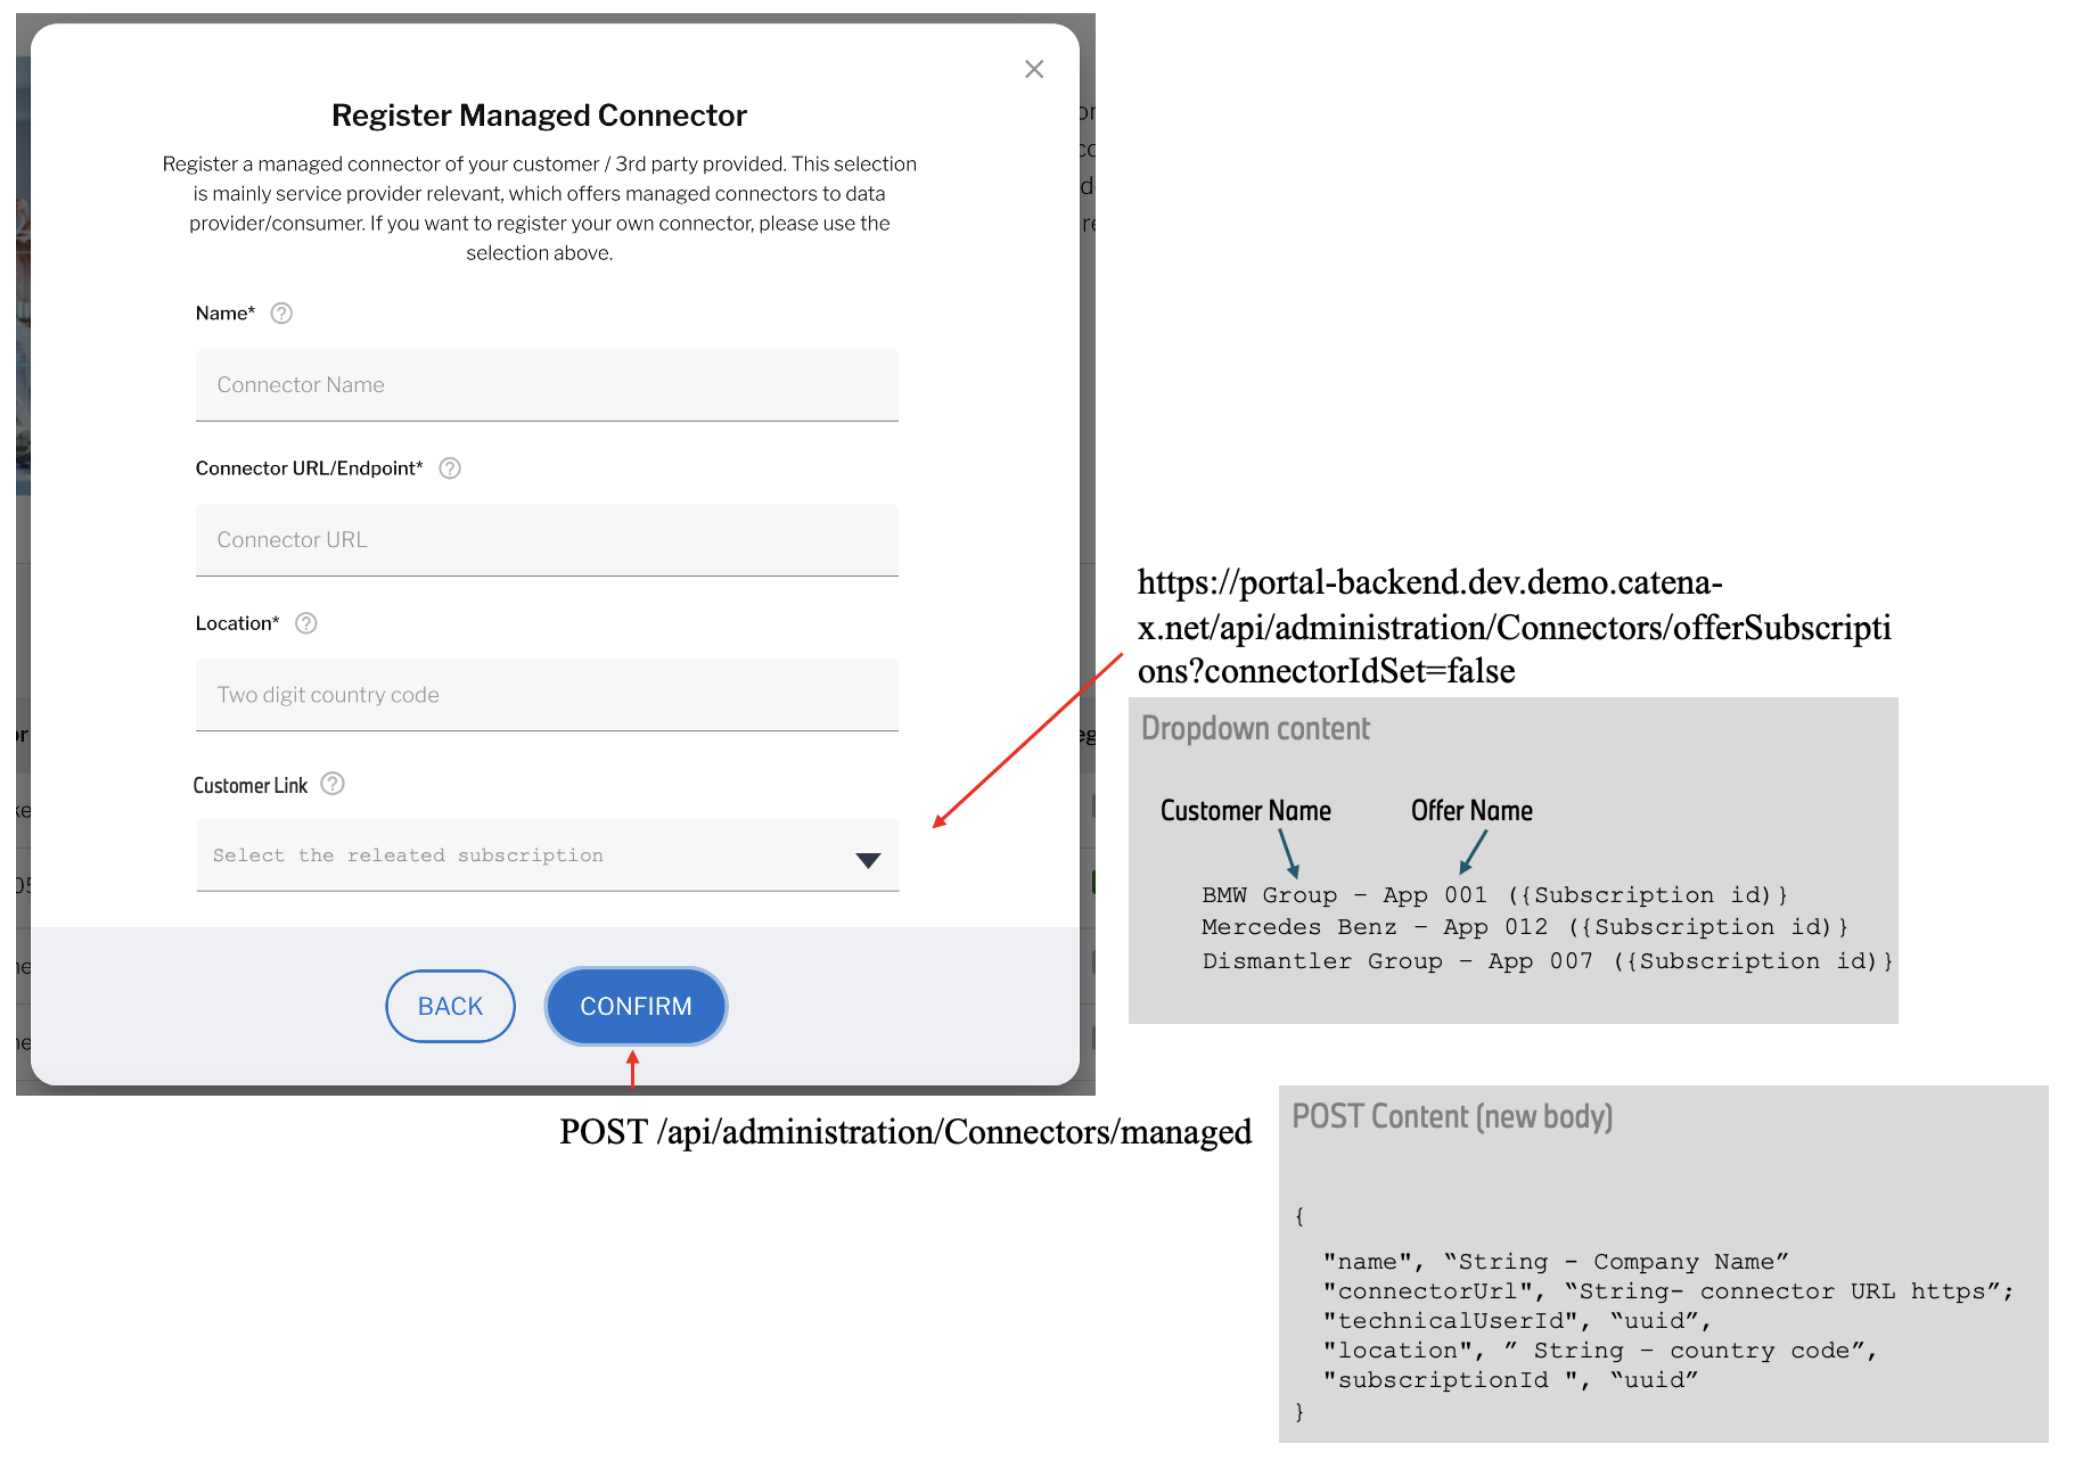 Register Managed Connector
Register a managed connector of your customer / 3rd party provided. This selection
is mainly service provider relevant, which offers managed connectors to data
provider/consumer. If you want to register your own connector, please use the
selection above.
Name*
Connector Name
Connector URL/Endpoint*
Connector URL
Location*
Two digit country code
Customer Link
Select the releated subscription
BACK
CONFIRM
POST /api/administration/Connectors/managed
https://portal-backend.dev.demo.catena-
x.net/api/administration/Connectors/offerSubscripti
ons?connectorIdSet=false
Dropdown content
Customer Name
Offer Name
BMW Group – App 001 ({Subscription id)}
Mercedes Benz – App 012 ({Subscription id)}
Dismantler Group – App 007 ({Subscription id)}
POST Content (new body)
{
"name", “String – Company Name”
"connectorUrl", “String- connector URL https”;
"technicalUserId", “uuid”,
"location", ” String – country code”,
"subscriptionId ", “uuid”
}